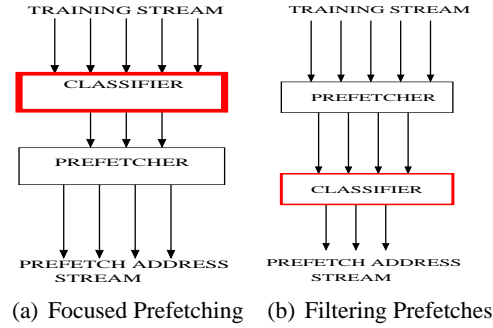 TRAINING STREAM
CLASSIFIER
PREFETCHER
PREFETCH ADDRESS
STREAM
(a) Focused Prefetching
TRAINING STREAM
PREFETCHER
CLASSIFIER
PREFETCH ADDRESS
STREAM
(b) Filtering Prefetches